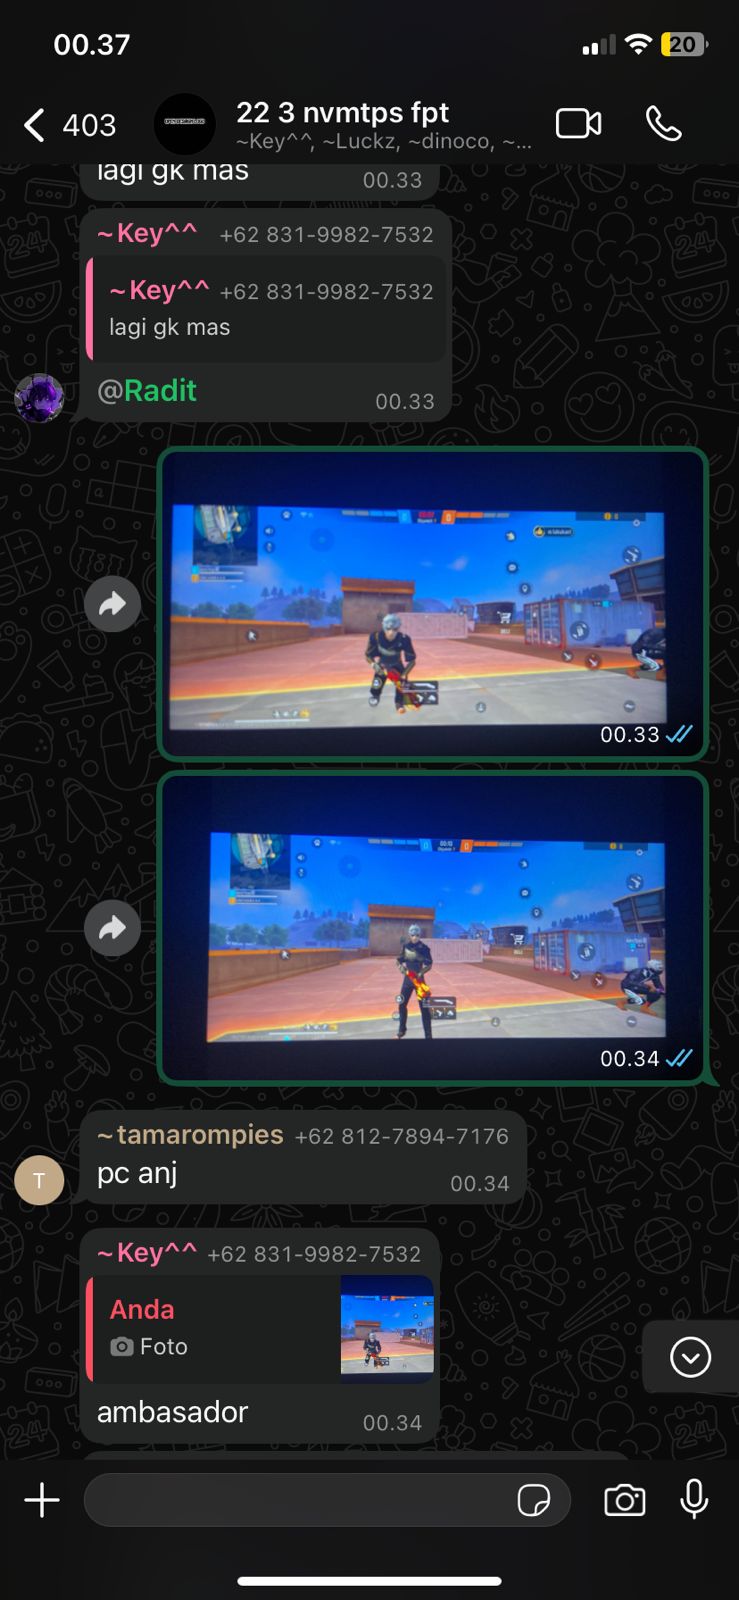 00.37
20
403
22 3 nvmtps fpt
~Key^^, ~Luckz, ~dinoco, ~...
lagi gk mas
00.33
~Key^^ +62 831-9982-7532
~Key^^ +62 831-9982-7532
lagi gk mas
@Radit
00.33
00.33
00.34
~tamarompies +62 812-7894-7176
T
pc anj
00.34
~Key^^ +62 831-9982-7532
Anda
Foto
ambasador
00.34